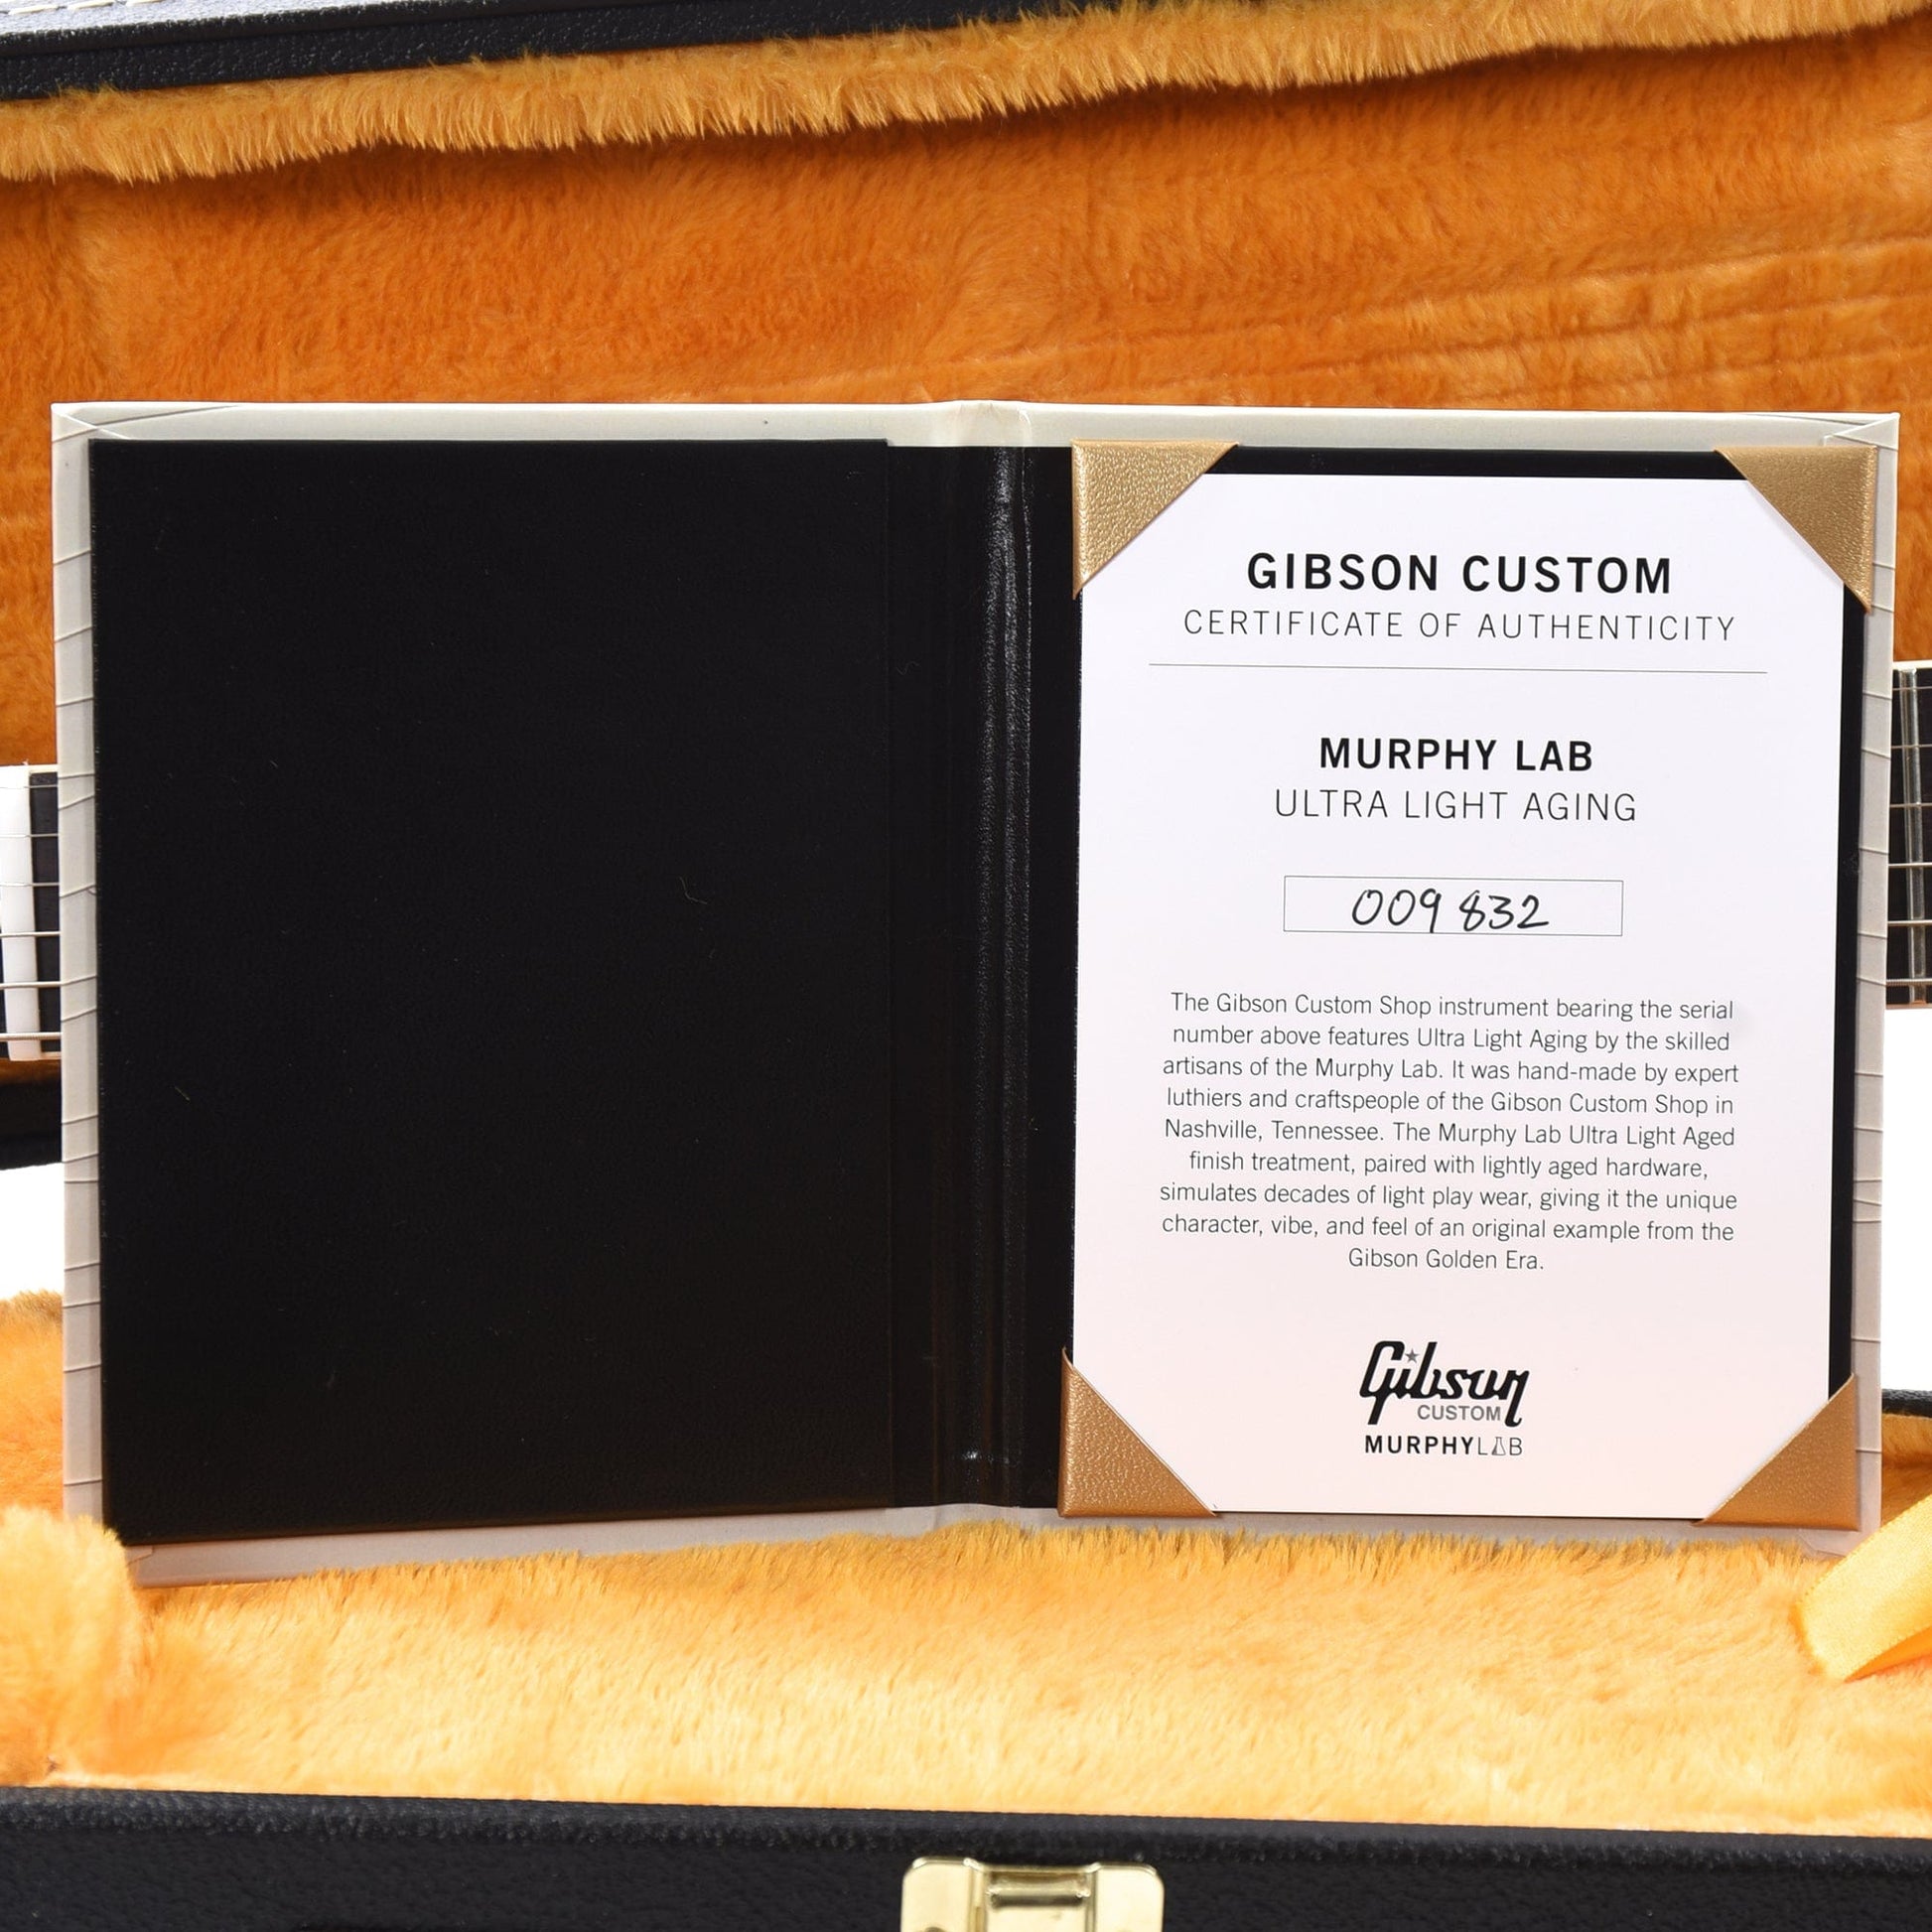 GIBSON CUSTOM
CERTIFICATE OF AUTHENTICITY
MURPHY LAB
ULTRA LIGHT AGING
009832
The Gibson Custom Shop instrument bearing the serial
number above features Ultra Light Aging by the skilled
artisans of the Murphy Lab. It was hand-made by expert
luthiers and craftspeople of the Gibson Custom Shop in
Nashville, Tennessee. The Murphy Lab Ultra Light Aged
finish treatment, paired with lightly aged hardware,
simulates decades of light play wear, giving it the unique
character, vibe, and feel of an original example from the
Gibson Golden Era.
Gibson
CUSTOM
MURPHYLAB